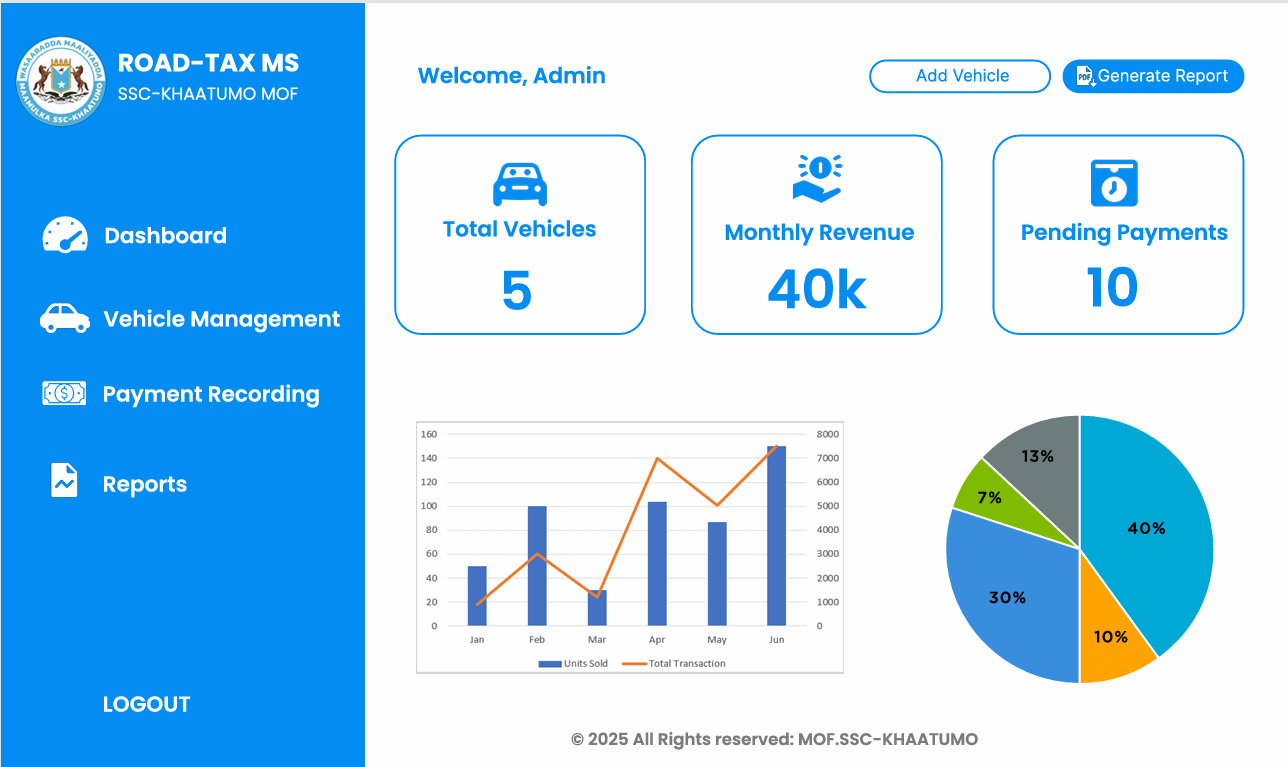 WASAARADDA MAALIYADDA
MAAMULKA SSC-KHAATUMO
ROAD-TAX MS
SSC-KHAATUMO MOF
Dashboard
Vehicle Management
Payment Recording
Reports
LOGOUT
Welcome, Admin
Add Vehicle
PDF Generate Report
Total Vehicles
5
Monthly Revenue
40k
Pending Payments
10
160 8000
140 7000
120 6000
100 5000
80 4000
60 3000
40 2000
20 1000
0 0
Jan Feb Mar Apr May Jun
Units Sold Total Transaction
13%
7%
40%
30%
10%
© 2025 All Rights reserved: MOF.SSC-KHAATUMO